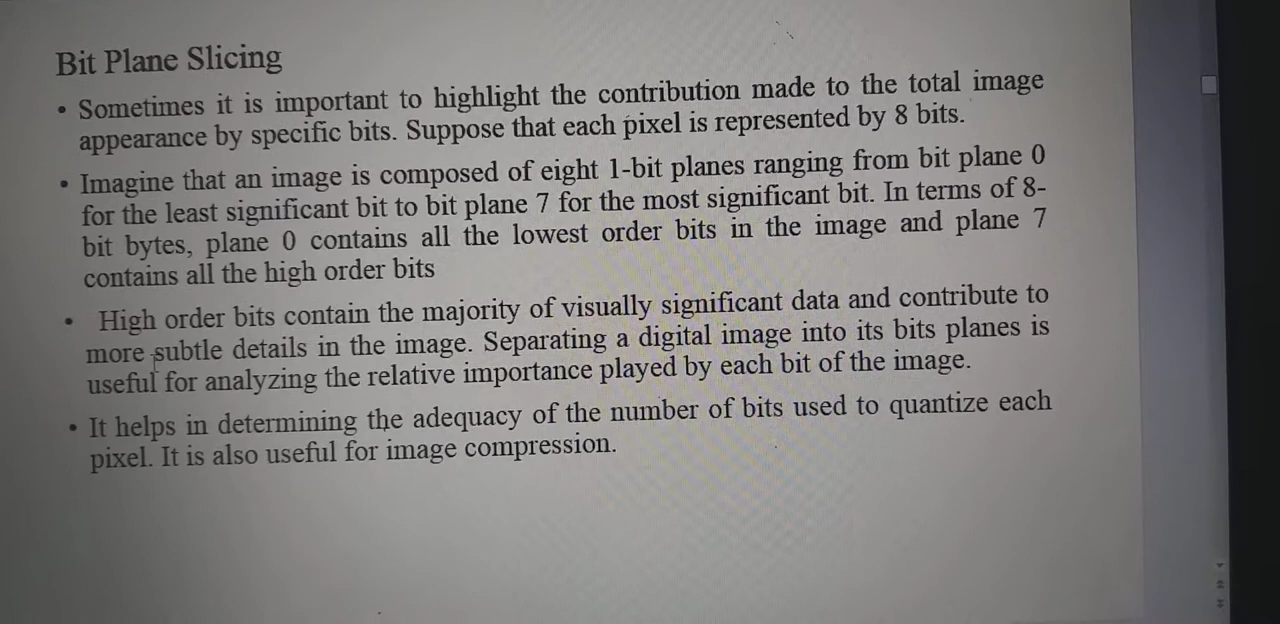 Bit Plane Slicing
• Sometimes it is important to highlight the contribution made to the total image
appearance by specific bits. Suppose that each pixel is represented by 8 bits.
• Imagine that an image is composed of eight 1-bit planes ranging from bit plane 0
for the least significant bit to bit plane 7 for the most significant bit. In terms of 8-
bit bytes, plane 0 contains all the lowest order bits in the image and plane 7
contains all the high order bits
• High order bits contain the majority of visually significant data and contribute to
more subtle details in the image. Separating a digital image into its bits planes is
useful for analyzing the relative importance played by each bit of the image.
• It helps in determining the adequacy of the number of bits used to quantize each
pixel. It is also useful for image compression.